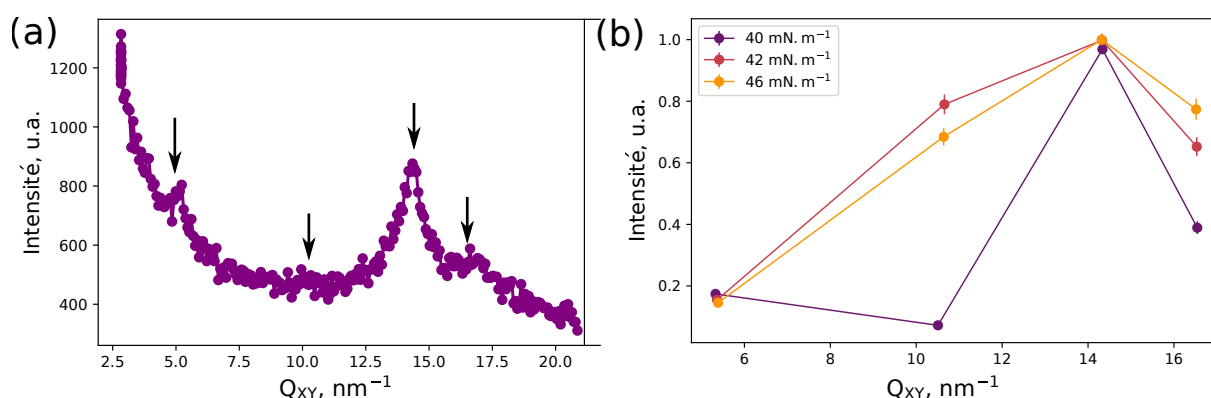 (a)
Intensité, u.a.
1200
1000
800
600
400
2.5 5.0 7.5 10.0 12.5 15.0 17.5 20.0
Q_XY, nm⁻¹
(b)
40 mN.m⁻¹
42 mN.m⁻¹
46 mN.m⁻¹
Intensité, u.a.
1.0
0.8
0.6
0.4
0.2
6 8 10 12 14 16
Q_XY, nm⁻¹